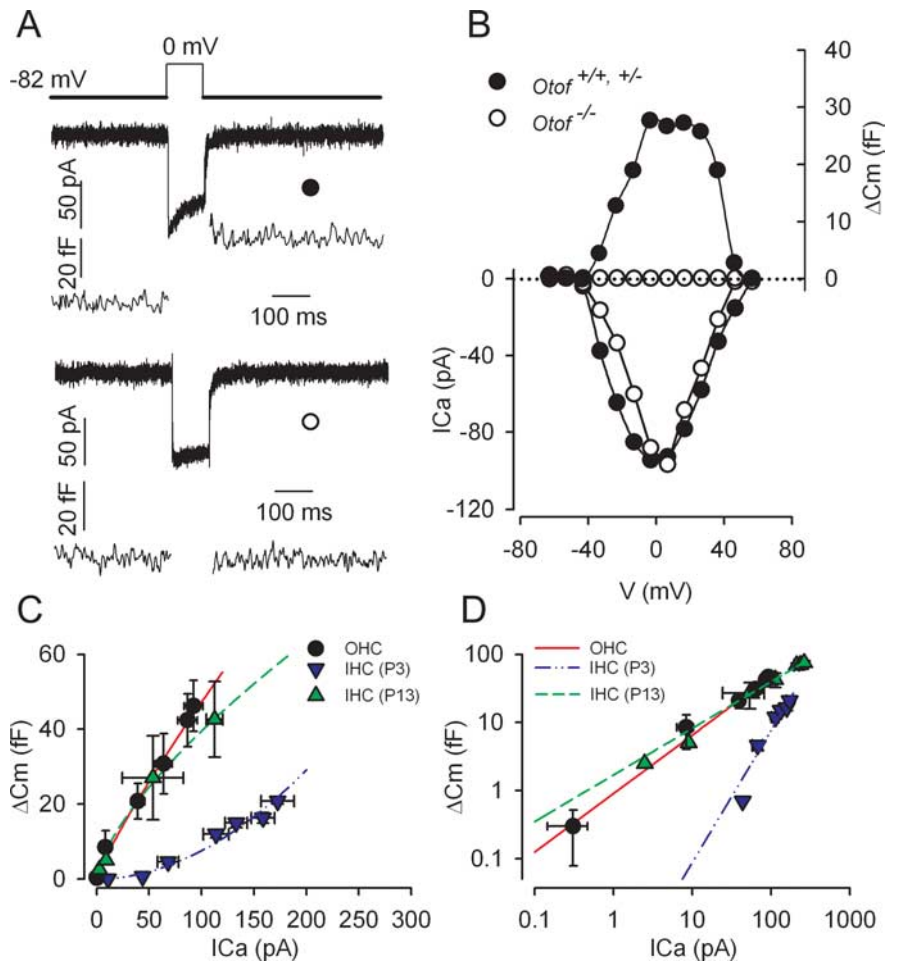 A
0 mV
-82 mV
50 pA
20 fF
100 ms
50 pA
20 fF
100 ms
B
Otof +/+, +/-
Otof -/-
40
30
20
10
0
ΔCm (fF)
0
-40
-80
-120
ICa (pA)
-80 -40 0 40 80
V (mV)
C
OHC
IHC (P3)
IHC (P13)
60
40
20
0
ΔCm (fF)
0 50 100 150 200 250 300
ICa (pA)
D
OHC
IHC (P3)
IHC (P13)
100
10
1
0.1
ΔCm (fF)
0.1 1 10 100 1000
ICa (pA)